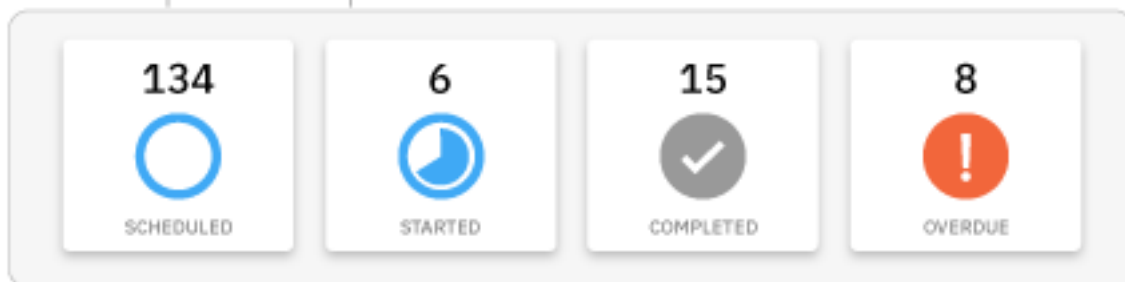 134
6
15
8
SCHEDULED
STARTED
COMPLETED
OVERDUE